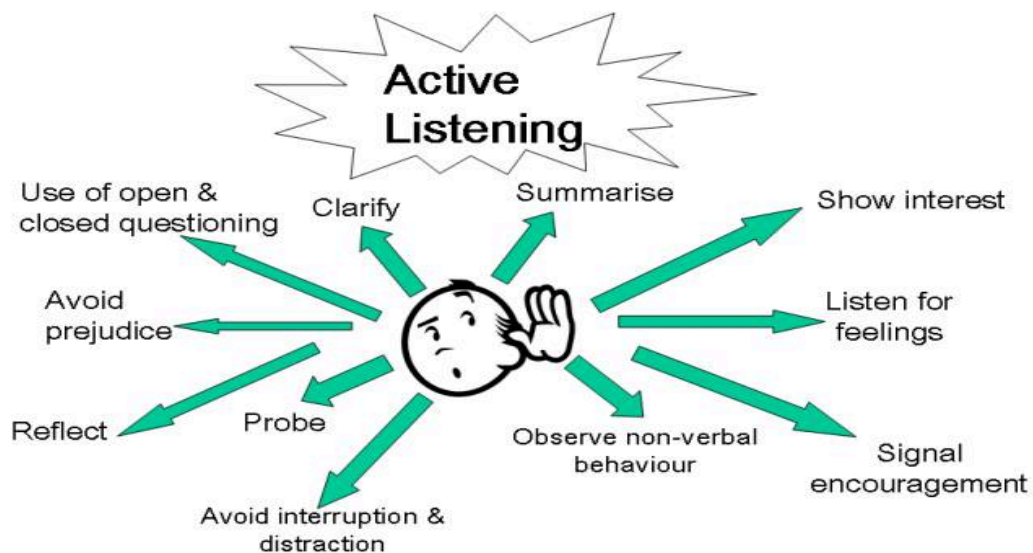 Active
Listening
Use of open &
closed questioning
Clarify
Summarise
Show interest
Avoid
prejudice
Listen for
feelings
Reflect
Probe
Observe non-verbal
behaviour
Signal
encouragement
Avoid interruption &
distraction